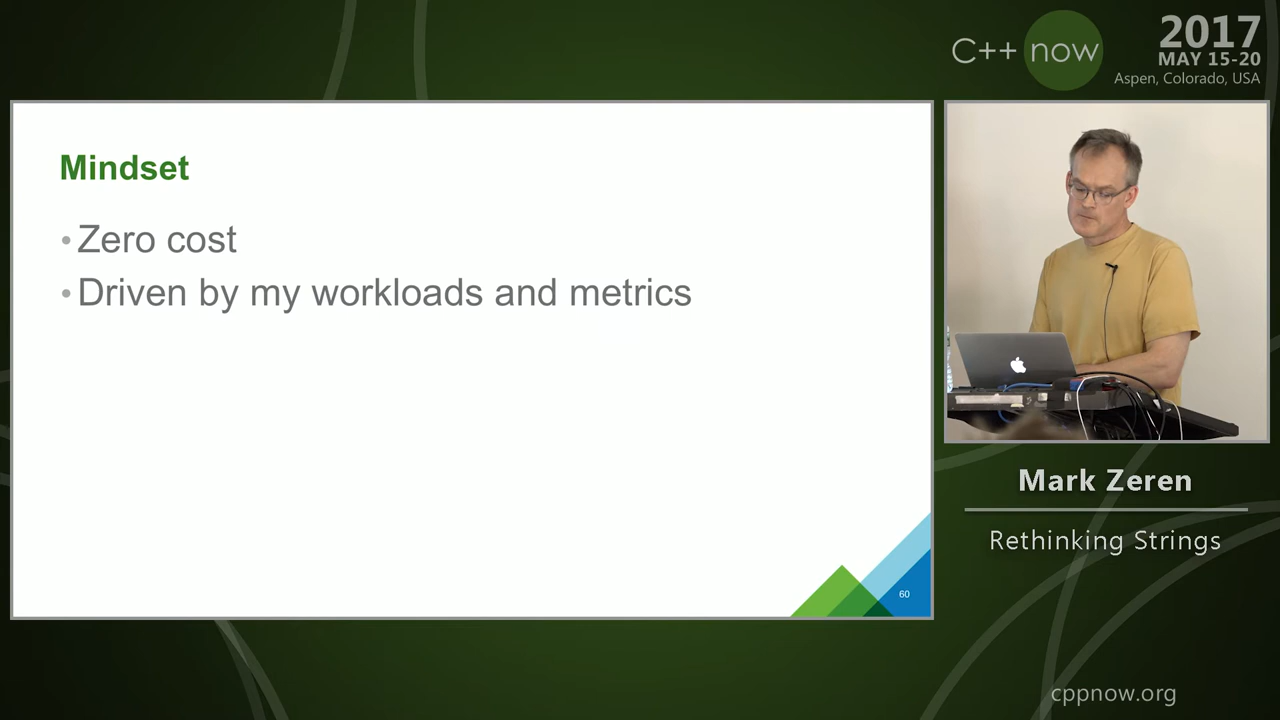 C++ now
2017
MAY 15-20
Aspen, Colorado, USA
Mindset
• Zero cost
• Driven by my workloads and metrics
60
Mark Zeren
Rethinking Strings
cppnow.org